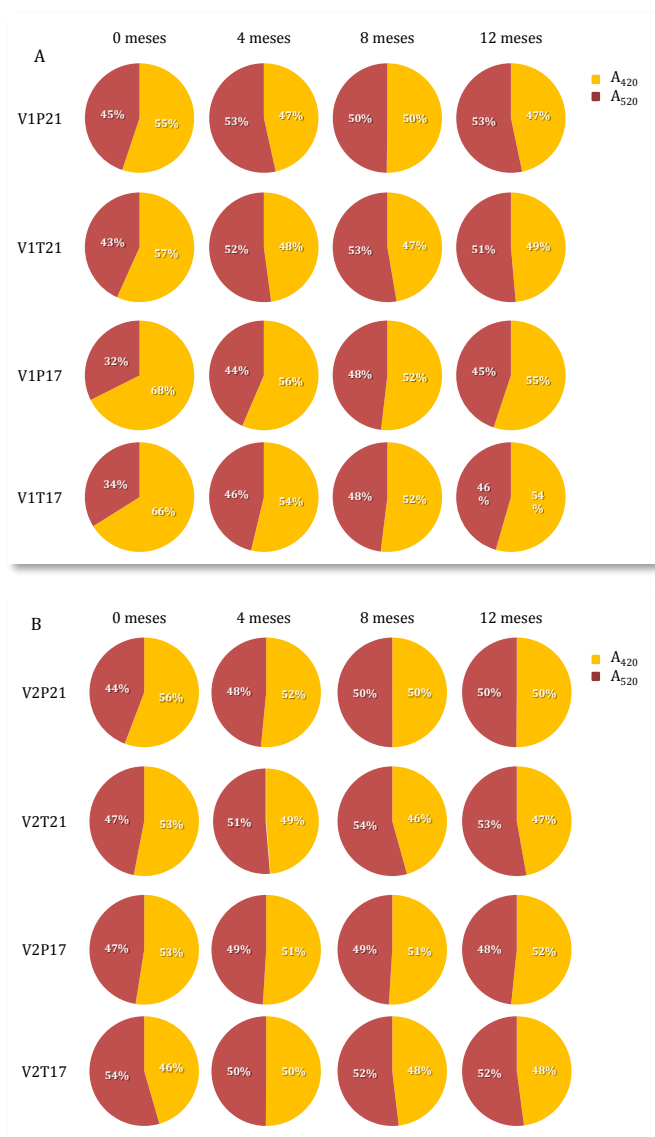 A
0 meses 4 meses 8 meses 12 meses
A420
A520
V1P21 45% 55% 53% 47% 50% 50% 53% 47%
V1T21 43% 57% 52% 48% 53% 47% 51% 49%
V1P17 32% 68% 44% 56% 48% 52% 45% 55%
V1T17 34% 66% 46% 54% 48% 52% 46 % 54 %
B
0 meses 4 meses 8 meses 12 meses
A420
A520
V2P21 44% 56% 48% 52% 50% 50% 50% 50%
V2T21 47% 53% 51% 49% 54% 46% 53% 47%
V2P17 47% 53% 49% 51% 49% 51% 48% 52%
V2T17 54% 46% 50% 50% 52% 48% 52% 48%